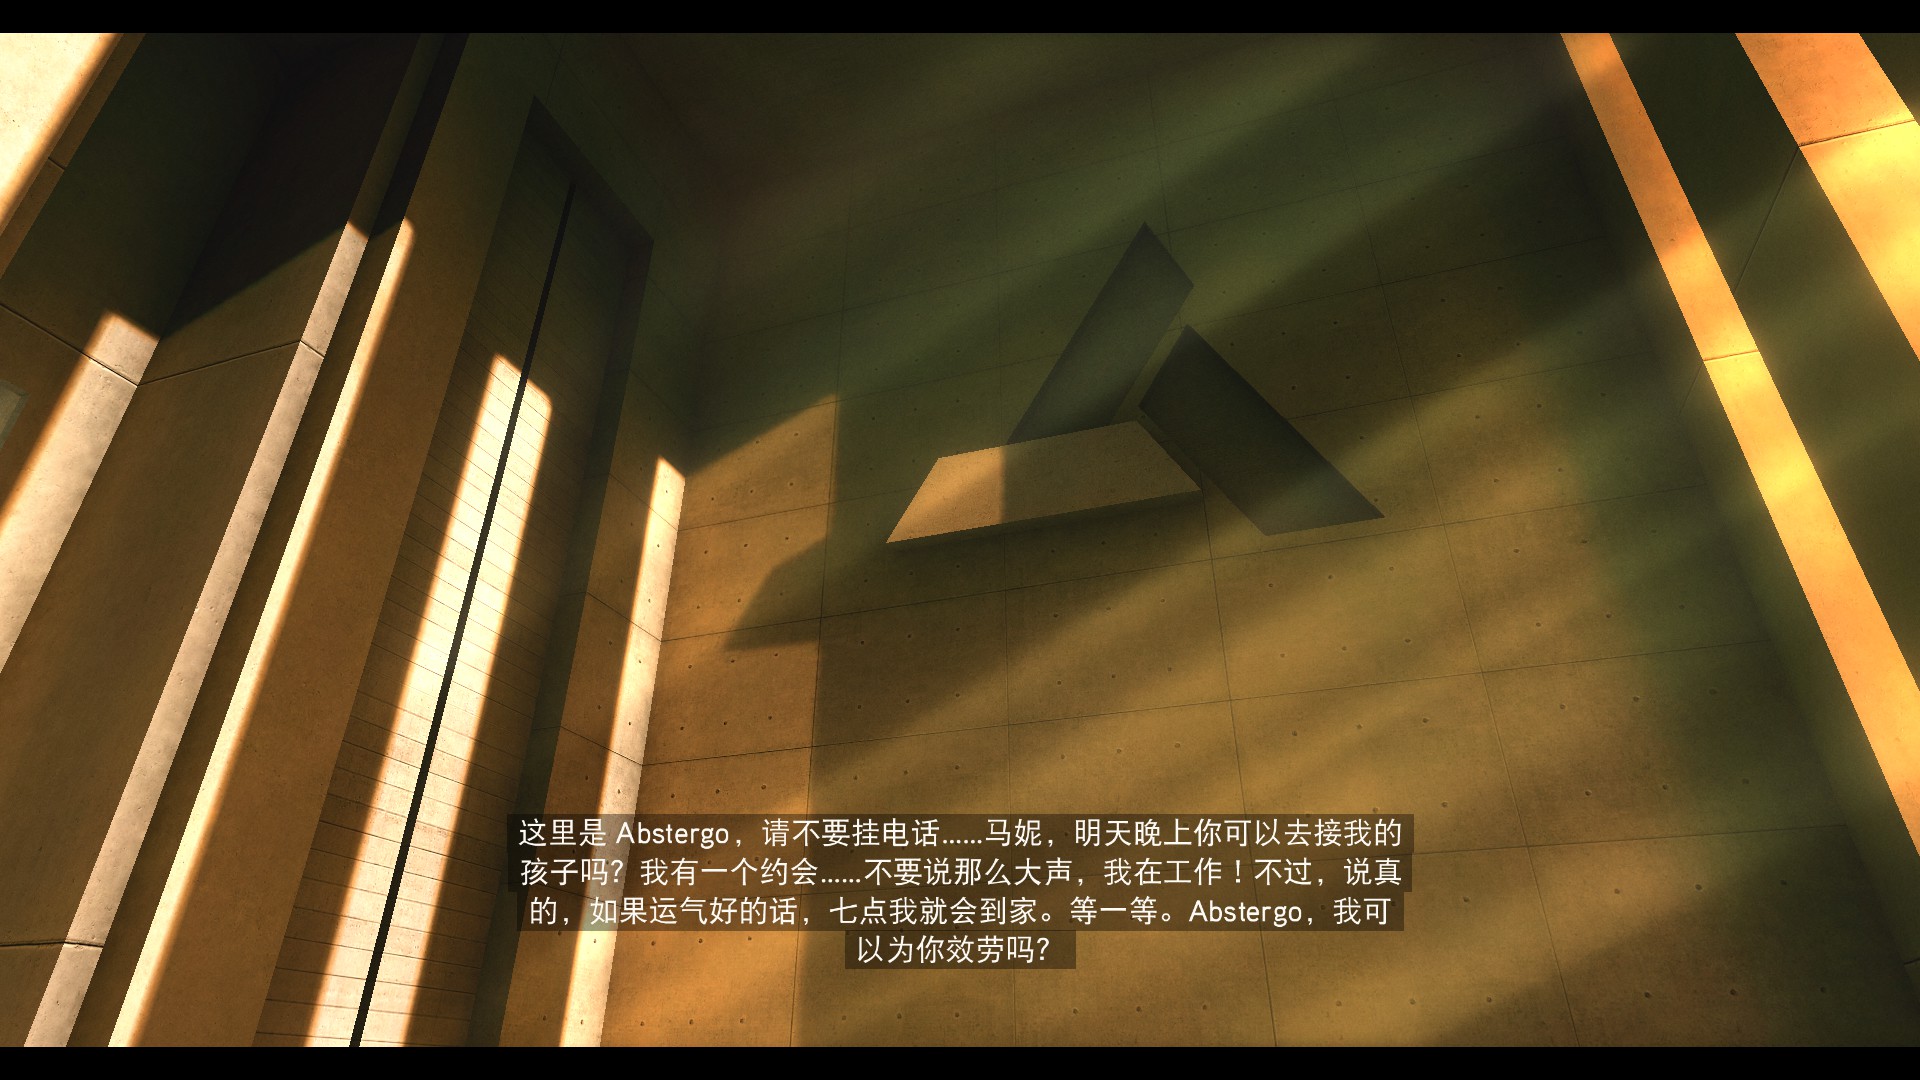 这里是 Abstergo，请不要挂电话……马妮，明天晚上你可以去接我的
孩子吗？我有一个约会……不要说那么大声，我在工作！不过，说真
的，如果运气好的话，七点我就会到家。等一等。Abstergo，我可
以为你效劳吗？